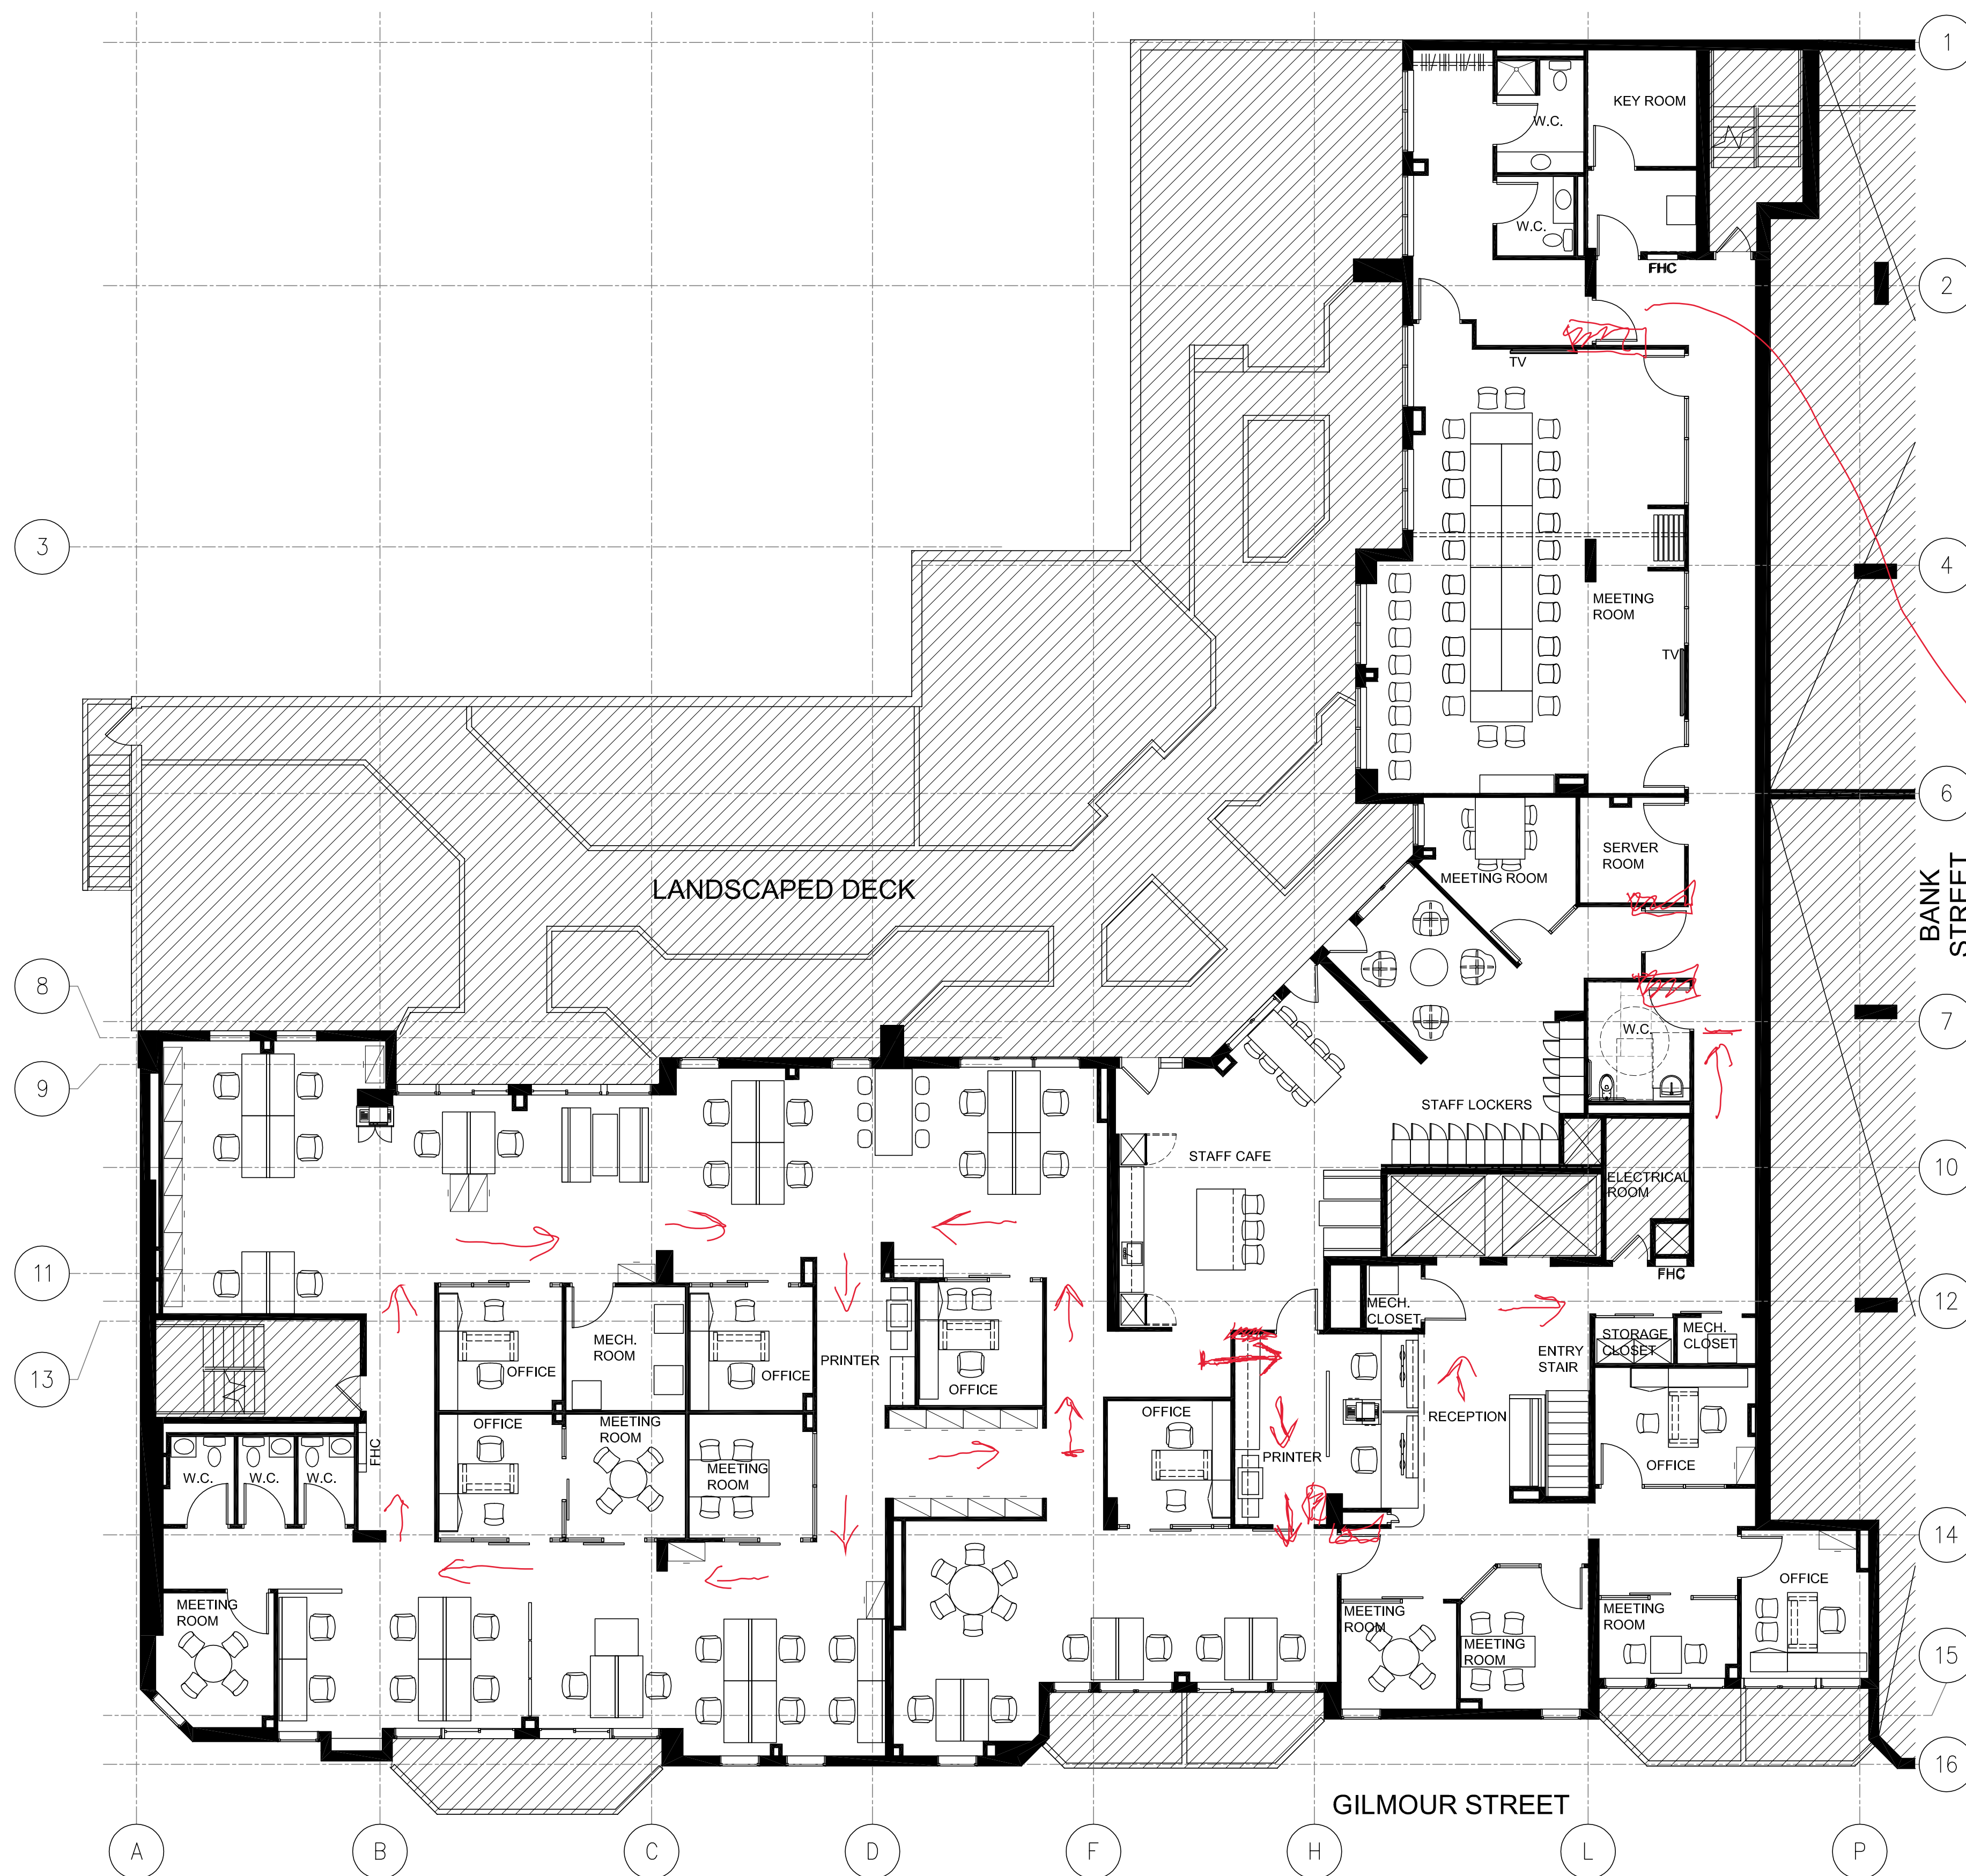 1
KEY ROOM
W.C.
W.C.
FHC
2
TV
3
4
MEETING
ROOM
TV
6
SERVER
ROOM
MEETING ROOM
LANDSCAPED DECK
BANK
STREET
8
7
W.C.
9
STAFF LOCKERS
STAFF CAFE
10
ELECTRICAL
ROOM
11
FHC
12
MECH.
CLOSET
13
MECH.
ROOM
PRINTER
OFFICE
OFFICE
OFFICE
STORAGE
CLOSET
MECH.
CLOSET
ENTRY
STAIR
OFFICE
MEETING
ROOM
OFFICE
RECEPTION
FHC
W.C.
W.C.
W.C.
MEETING
ROOM
PRINTER
OFFICE
14
OFFICE
MEETING
ROOM
MEETING
ROOM
MEETING
ROOM
MEETING
ROOM
15
16
GILMOUR STREET
A
B
C
D
F
H
L
P